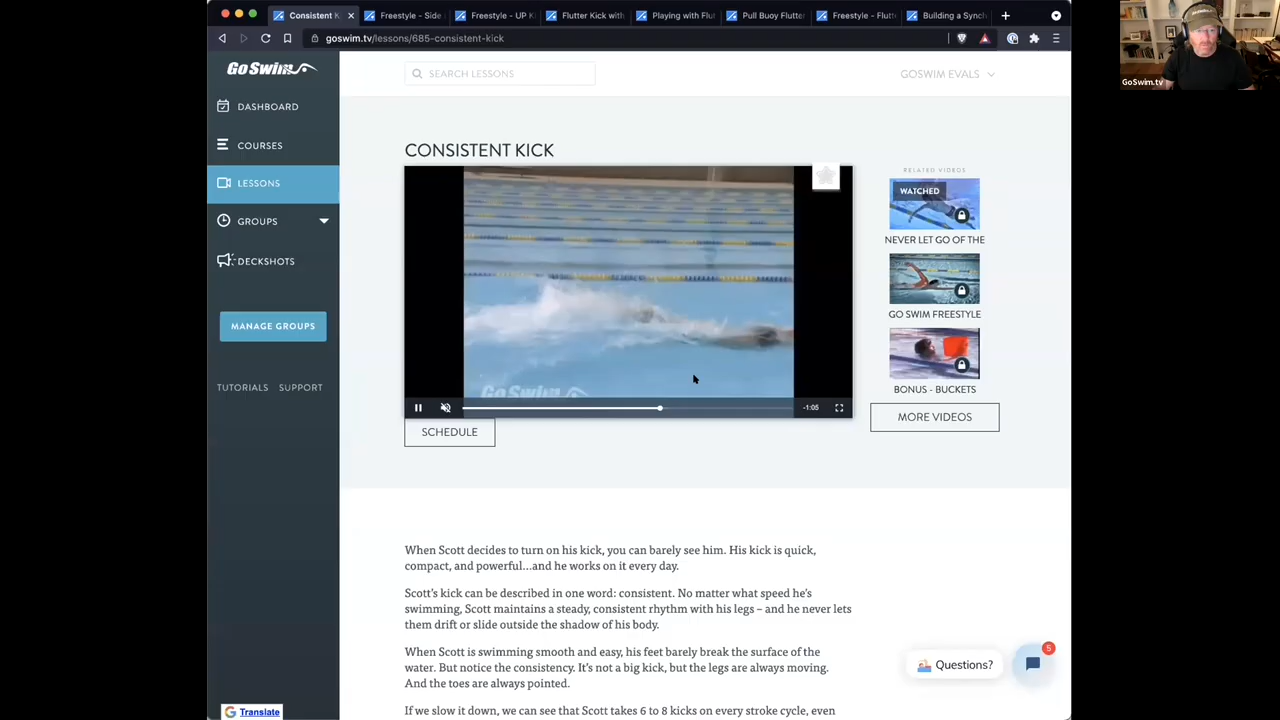 Consistent K
Freestyle - Side
Freestyle - UP K
Flutter Kick with
Playing with Flut
Pull Buoy Flutter
Freestyle - Flutt
Building a Synch
goswim.tv/lessons/685-consistent-kick
GoSwim
SEARCH LESSONS
GOSWIM EVALS
GoSwim.tv
DASHBOARD
COURSES
LESSONS
GROUPS
DECKSHOTS
MANAGE GROUPS
TUTORIALS SUPPORT
CONSISTENT KICK
GoSwim
-1:05
SCHEDULE
RELATED VIDEOS
WATCHED
NEVER LET GO OF THE
GO SWIM FREESTYLE
BONUS - BUCKETS
MORE VIDEOS
When Scott decides to turn on his kick, you can barely see him. His kick is quick,
compact, and powerful...and he works on it every day.
Scott's kick can be described in one word: consistent. No matter what speed he's
swimming, Scott maintains a steady, consistent rhythm with his legs – and he never lets
them drift or slide outside the shadow of his body.
When Scott is swimming smooth and easy, his feet barely break the surface of the
water. But notice the consistency. It's not a big kick, but the legs are always moving.
And the toes are always pointed.
If we slow it down, we can see that Scott takes 6 to 8 kicks on every stroke cycle, even
Questions?
5
Translate